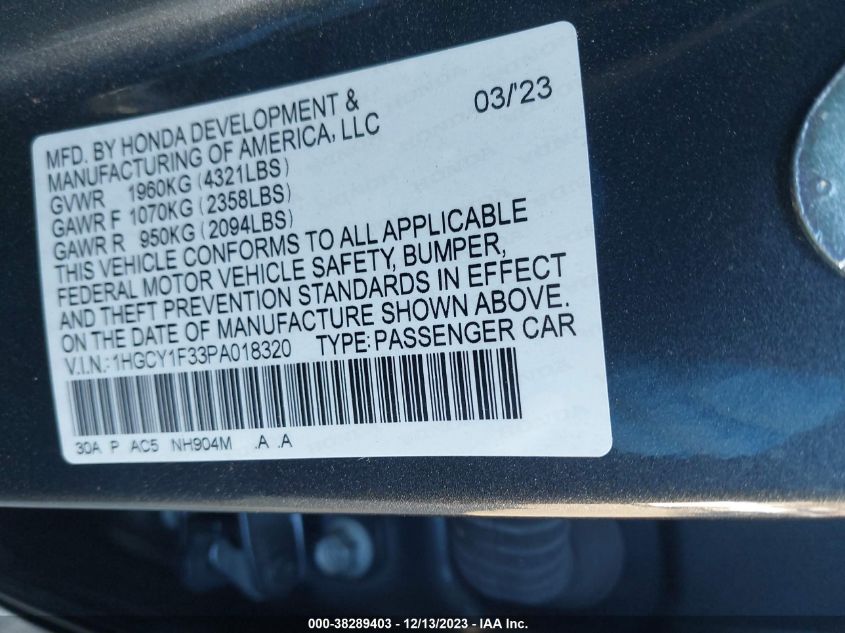 03/'23
MFD. BY HONDA DEVELOPMENT &
MANUFACTURING OF AMERICA, LLC
GVWR 1960KG (4321LBS)
GAWR F 1070KG (2358LBS)
GAWR R 950KG (2094LBS)
THIS VEHICLE CONFORMS TO ALL APPLICABLE
FEDERAL MOTOR VEHICLE SAFETY, BUMPER,
AND THEFT PREVENTION STANDARDS IN EFFECT
ON THE DATE OF MANUFACTURE SHOWN ABOVE.
V.I.N.: 1HGCY1F33PA018320 TYPE: PASSENGER CAR
30A P AC5 NH904M .A .A
000-38289403 - 12/13/2023 - IAA Inc.